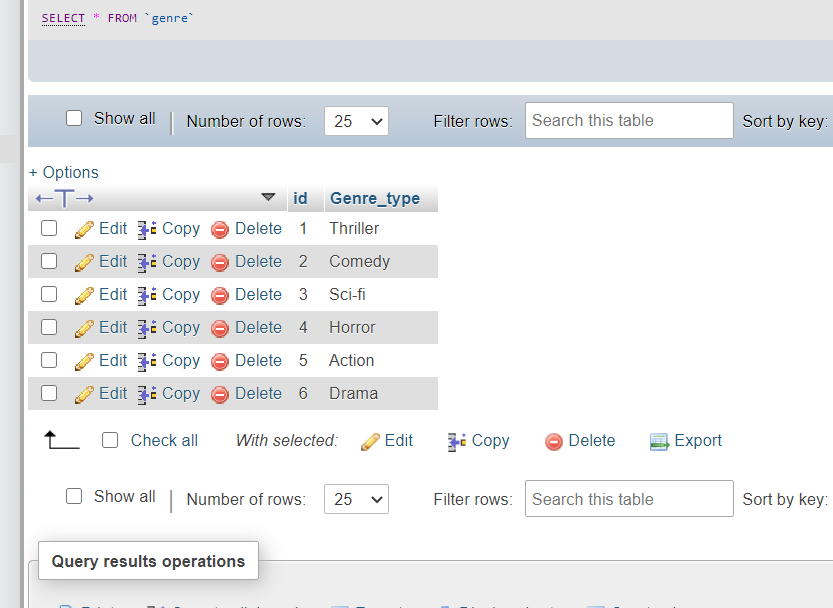 SELECT * FROM `genre`
Show all Number of rows: 25 Filter rows: Search this table Sort by key:
+ Options
←T→ id Genre_type
Edit Copy Delete 1 Thriller
Edit Copy Delete 2 Comedy
Edit Copy Delete 3 Sci-fi
Edit Copy Delete 4 Horror
Edit Copy Delete 5 Action
Edit Copy Delete 6 Drama
Check all With selected: Edit Copy Delete Export
Show all Number of rows: 25 Filter rows: Search this table Sort by key:
Query results operations